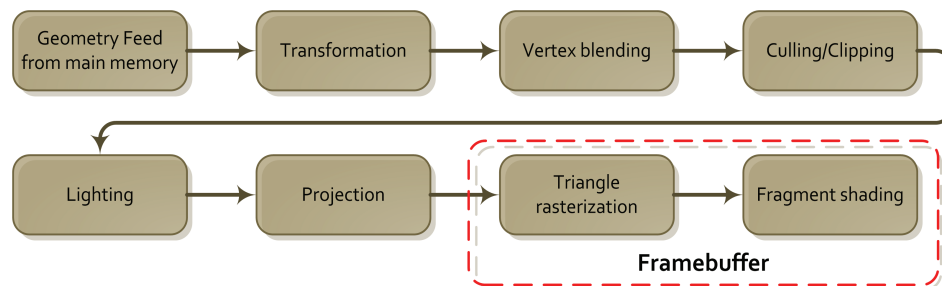 Geometry Feed
from main memory
Transformation
Vertex blending
Culling/Clipping
Lighting
Projection
Triangle
rasterization
Fragment shading
Framebuffer